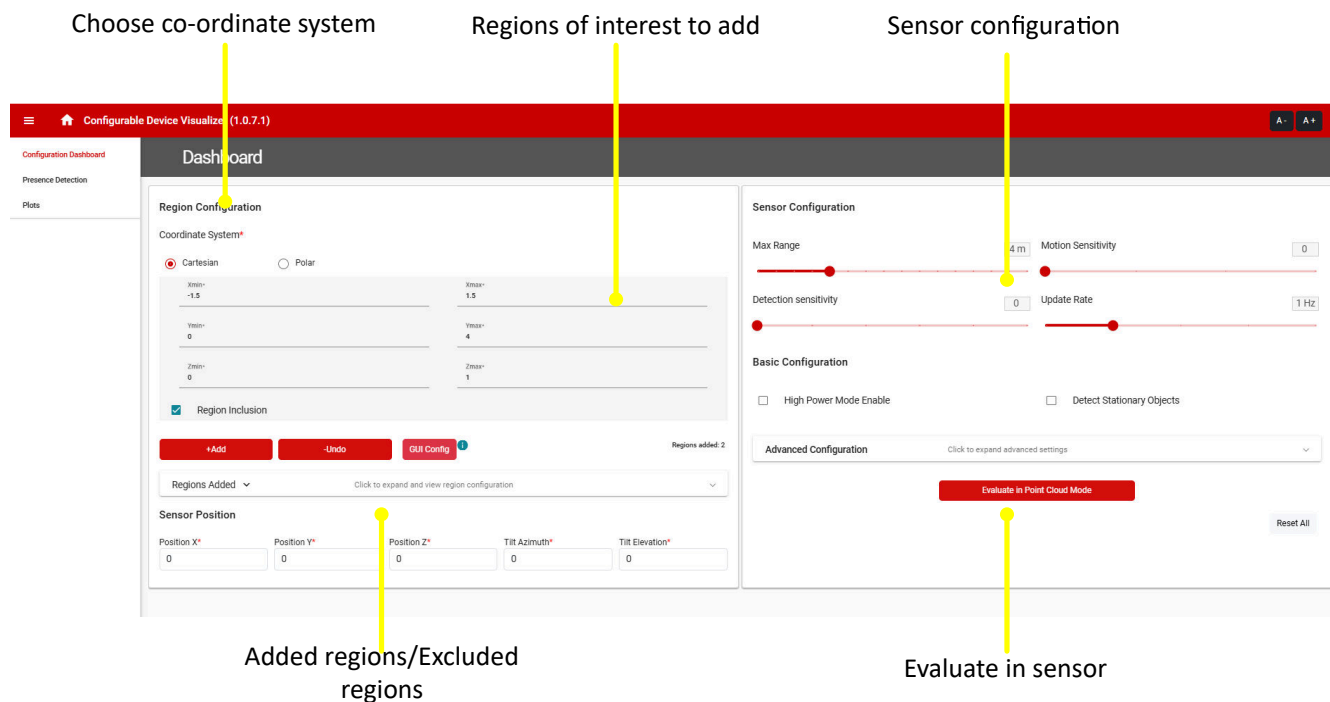 Choose co-ordinate system
Regions of interest to add
Sensor configuration
Configurable Device Visualizer (1.0.7.1)
A -
A +
Configuration Dashboard
Presence Detection
Plots
Dashboard
Region Configuration
Coordinate System*
Cartesian
Polar
Xmin*
-1.5
Xmax*
1.5
Ymin*
0
Ymax*
4
Zmin*
0
Zmax*
1
Region Inclusion
+Add
-Undo
GUI Config
i
Regions added: 2
Regions Added
Click to expand and view region configuration
Sensor Position
Position X*
Position Y*
Position Z*
Tilt Azimuth*
Tilt Elevation*
0
0
0
0
0
Sensor Configuration
Max Range
4 m
Motion Sensitivity
0
Detection sensitivity
0
Update Rate
1 Hz
Basic Configuration
High Power Mode Enable
Detect Stationary Objects
Advanced Configuration
Click to expand advanced settings
Evaluate in Point Cloud Mode
Reset All
Added regions/Excluded
regions
Evaluate in sensor